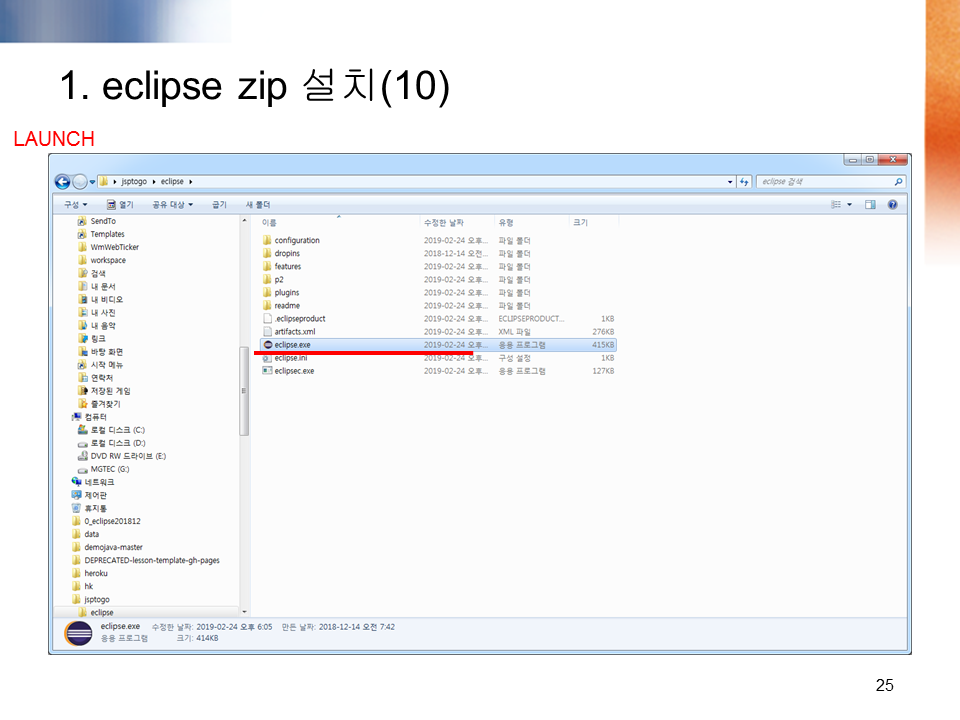 1. eclipse zip 설치(10)
LAUNCH
jsptogo eclipse
eclipse 검색
구성 열기 공유 대상 굽기 새 폴더
SendTo
Templates
WmWebTicker
workspace
검색
내 문서
내 비디오
내 사진
내 음악
링크
바탕 화면
시작 메뉴
연락처
저장된 게임
즐겨찾기
컴퓨터
로컬 디스크 (C:)
로컬 디스크 (D:)
DVD RW 드라이브 (E:)
MGTEC (G:)
네트워크
제어판
휴지통
0_eclipse201812
data
demojava-master
DEPRECATED-lesson-template-gh-pages
heroku
hk
jsptogo
eclipse
이름 수정한 날짜 유형 크기
configuration 2019-02-24 오후... 파일 폴더
dropins 2018-12-14 오전... 파일 폴더
features 2019-02-24 오후... 파일 폴더
p2 2019-02-24 오후... 파일 폴더
plugins 2019-02-24 오후... 파일 폴더
readme 2019-02-24 오후... 파일 폴더
.eclipseproduct 2019-02-24 오후... ECLIPSEPRODUCT... 1KB
artifacts.xml 2019-02-24 오후... XML 파일 276KB
eclipse.exe 2019-02-24 오후... 응용 프로그램 415KB
eclipse.ini 2019-02-24 오후... 구성 설정 1KB
eclipsec.exe 2019-02-24 오후... 응용 프로그램 127KB
eclipse.exe 수정한 날짜: 2019-02-24 오후 6:05 만든 날짜: 2018-12-14 오전 7:42
응용 프로그램 크기: 414KB
25